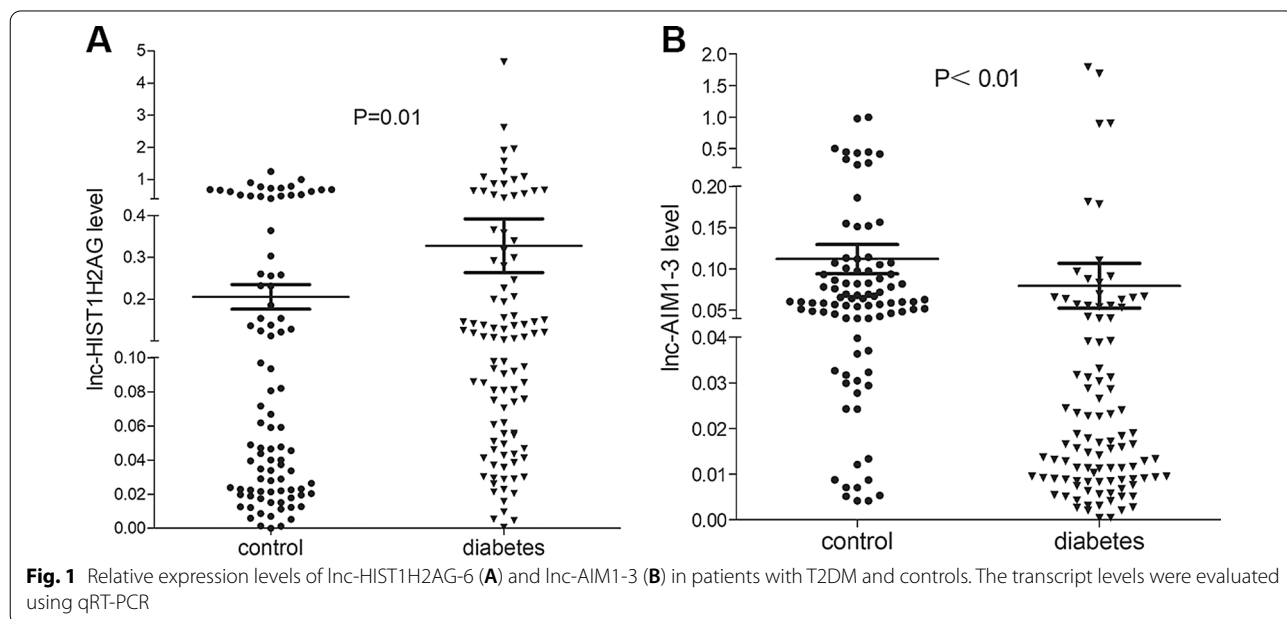 A
lnc-HIST1H2AG level
5
4
3
2
1
0.4
0.3
0.2
0.10
0.08
0.06
0.04
0.02
0.00
P=0.01
control
diabetes
B
lnc-AIM1-3 level
2.0
1.5
1.0
0.5
0.20
0.15
0.10
0.05
0.04
0.03
0.02
0.01
0.00
P< 0.01
control
diabetes
Fig. 1 Relative expression levels of lnc-HIST1H2AG-6 (A) and lnc-AIM1-3 (B) in patients with T2DM and controls. The transcript levels were evaluated
using qRT-PCR